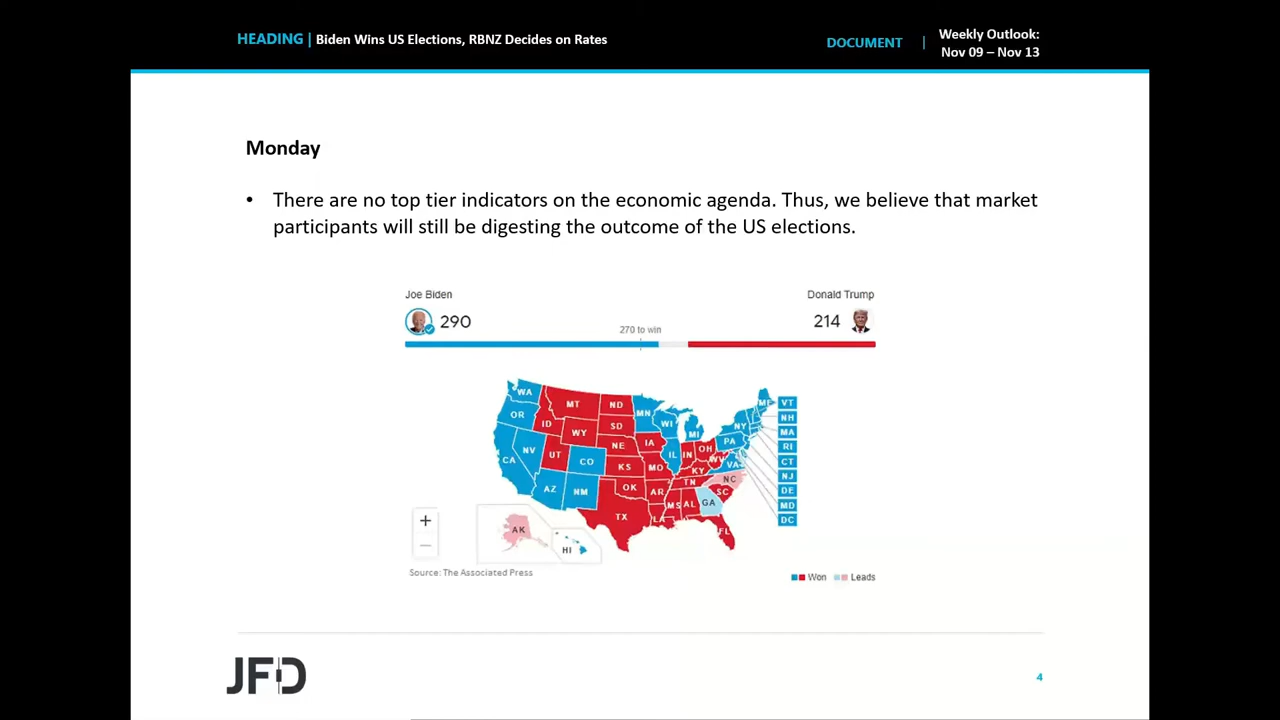 HEADING | Biden Wins US Elections, RBNZ Decides on Rates
DOCUMENT | Weekly Outlook:
Nov 09 – Nov 13
Monday
• There are no top tier indicators on the economic agenda. Thus, we believe that market
participants will still be digesting the outcome of the US elections.
Joe Biden
Donald Trump
290
214
270 to win
WA
MT
ND
MN
ME
VT
OR
ID
SD
WI
NH
WY
MI
NY
MA
NE
IA
PA
RI
NV
UT
CO
IL
IN
OH
CT
CA
KS
MO
WV
VA
KY
NJ
AZ
NM
OK
AR
TN
NC
DE
SC
MS
AL
GA
MD
TX
LA
DC
FL
AK
HI
+
−
Source: The Associated Press
Won
Leads
JFD
4